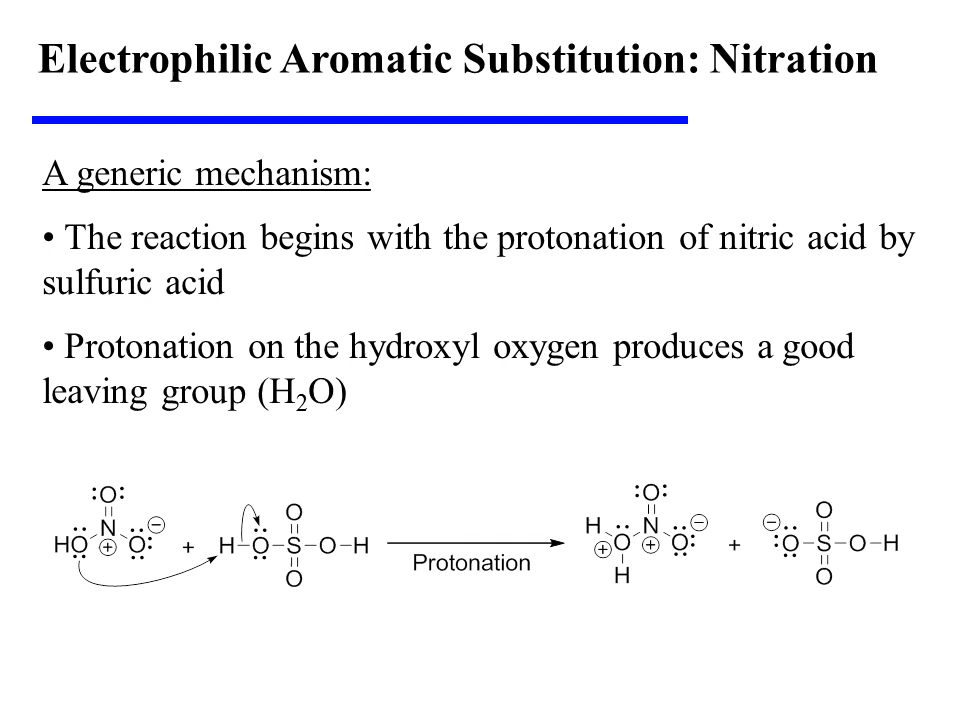 Electrophilic Aromatic Substitution: Nitration
A generic mechanism:
• The reaction begins with the protonation of nitric acid by
sulfuric acid
• Protonation on the hydroxyl oxygen produces a good
leaving group (H₂O)
O O O O
N − O H N − − O
HO + O + H O S O H O + O + O S O H
O Protonation H O